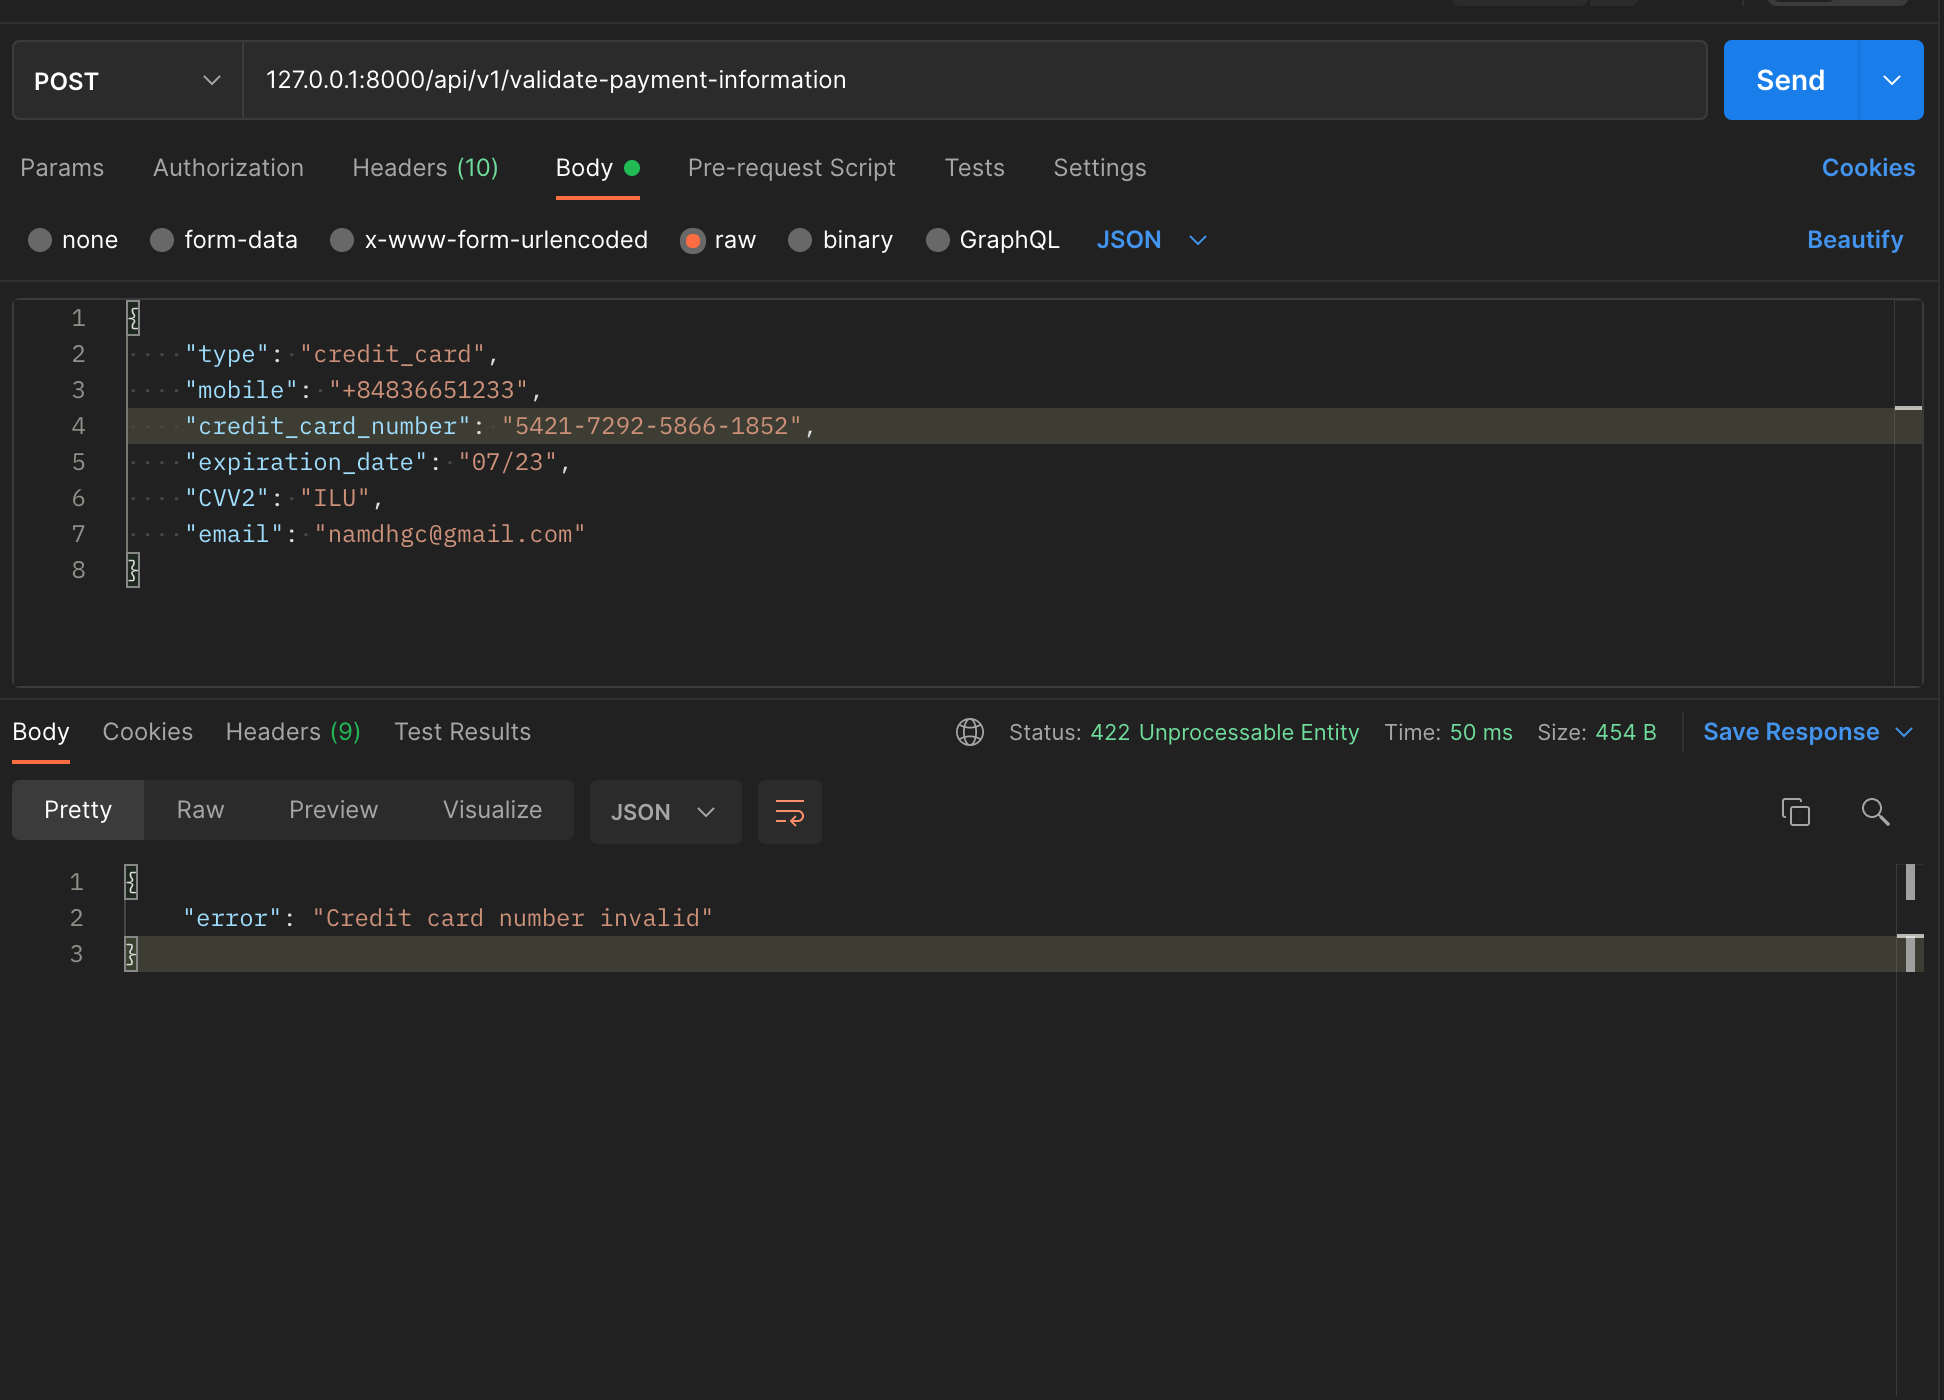 POST 127.0.0.1:8000/api/v1/validate-payment-information Send
Params Authorization Headers (10) Body Pre-request Script Tests Settings Cookies
none form-data x-www-form-urlencoded raw binary GraphQL JSON Beautify
1 {
2 "type": "credit_card",
3 "mobile": "+84836651233",
4 "credit_card_number": "5421-7292-5866-1852",
5 "expiration_date": "07/23",
6 "CVV2": "ILU",
7 "email": "namdhgc@gmail.com"
8 }
Body Cookies Headers (9) Test Results Status: 422 Unprocessable Entity Time: 50 ms Size: 454 B Save Response
Pretty Raw Preview Visualize JSON
1 {
2 "error": "Credit card number invalid"
3 }